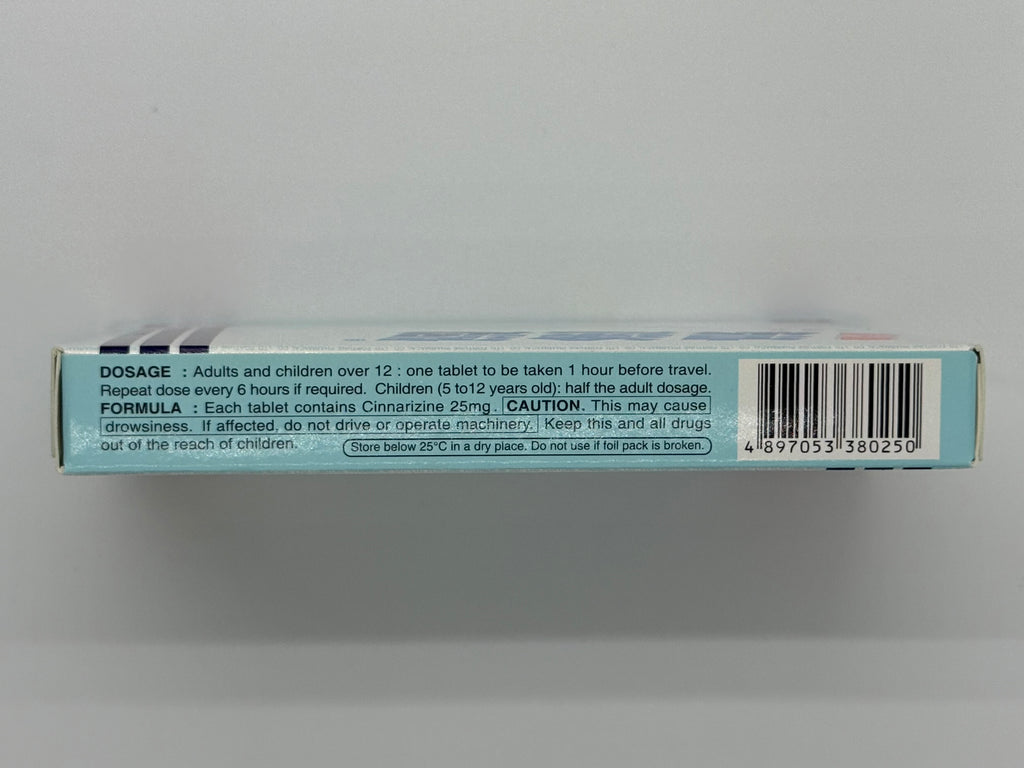 DOSAGE : Adults and children over 12 : one tablet to be taken 1 hour before travel.
Repeat dose every 6 hours if required. Children (5 to12 years old): half the adult dosage.
FORMULA : Each tablet contains Cinnarizine 25mg. CAUTION. This may cause
drowsiness. If affected, do not drive or operate machinery. Keep this and all drugs
out of the reach of children. Store below 25°C in a dry place. Do not use if foil pack is broken.
4 897053 380250